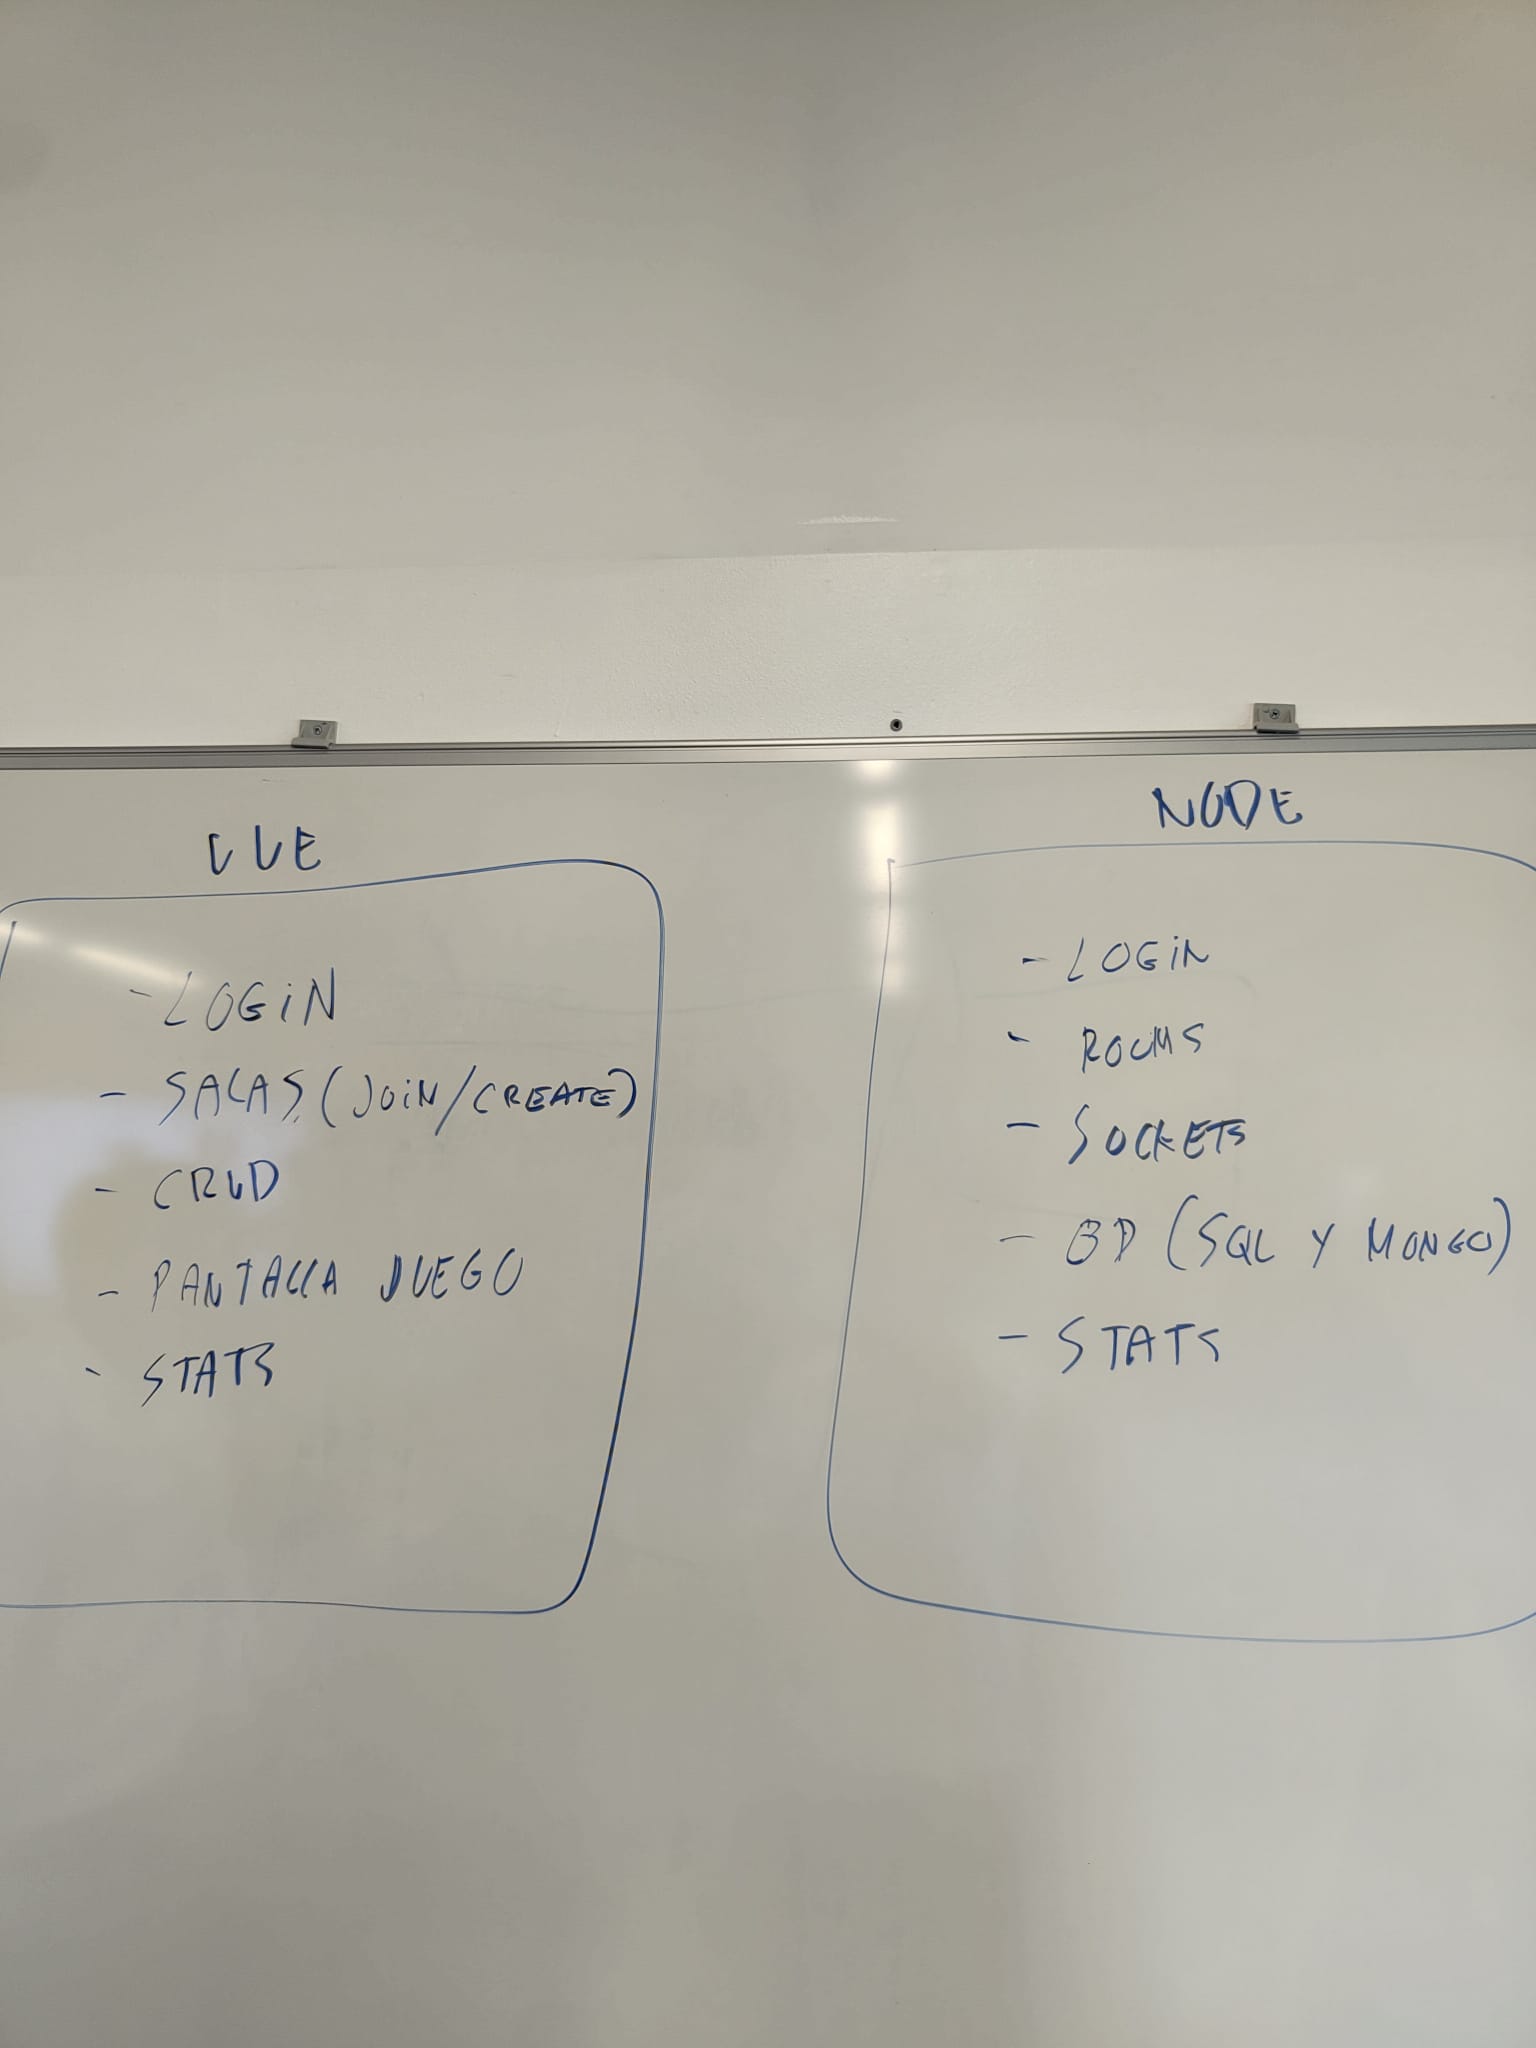 VUE
- LOGIN
- SALAS (JOIN/CREATE)
- CRUD
- PANTALLA JUEGO
- STATS
NODE
- LOGIN
- ROOMS
- SOCKETS
- BD (SQL Y MONGO)
- STATS